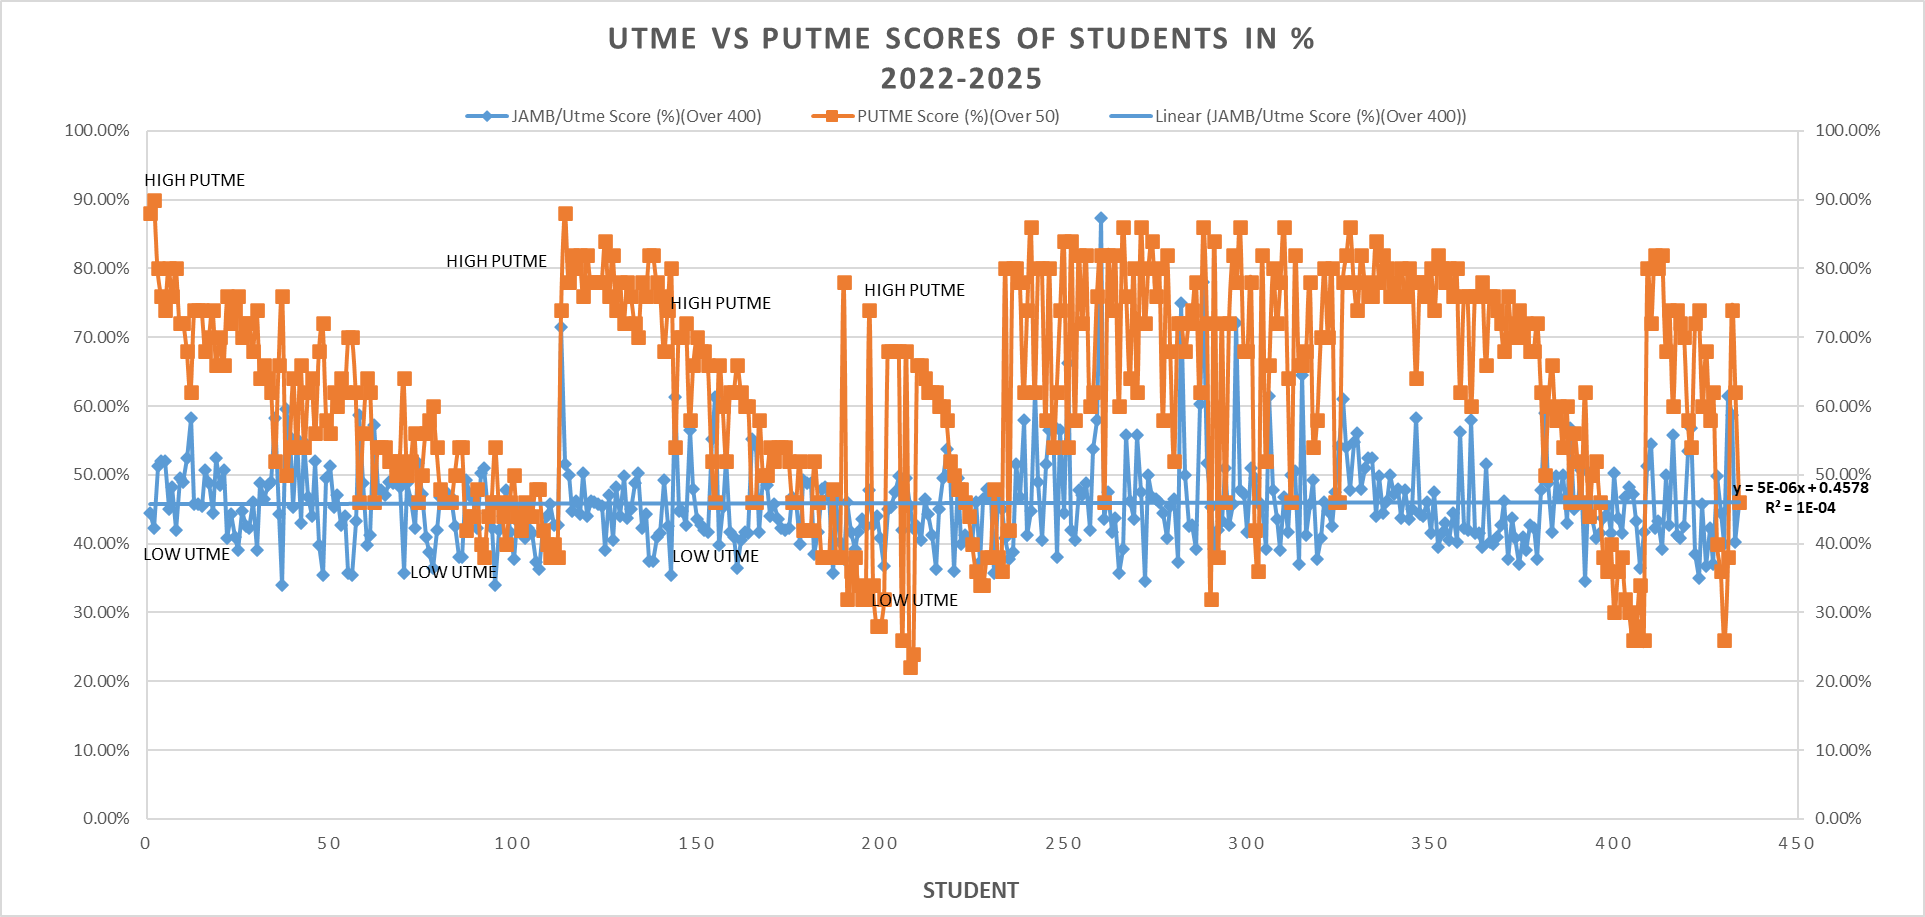 UTME VS PUTME SCORES OF STUDENTS IN %
2022-2025
JAMB/Utme Score (%)(Over 400) PUTME Score (%)(Over 50) Linear (JAMB/Utme Score (%)(Over 400))
100.00% 100.00%
HIGH PUTME
90.00% 90.00%
HIGH PUTME
80.00% 80.00%
HIGH PUTME
HIGH PUTME
70.00% 70.00%
60.00% 60.00%
50.00% 50.00%
y = 5E-06x + 0.4578
R² = 1E-04
40.00% 40.00%
LOW UTME
LOW UTME
LOW UTME
LOW UTME
30.00% 30.00%
20.00% 20.00%
10.00% 10.00%
0.00% 0.00%
0 50 100 150 200 250 300 350 400 450
STUDENT